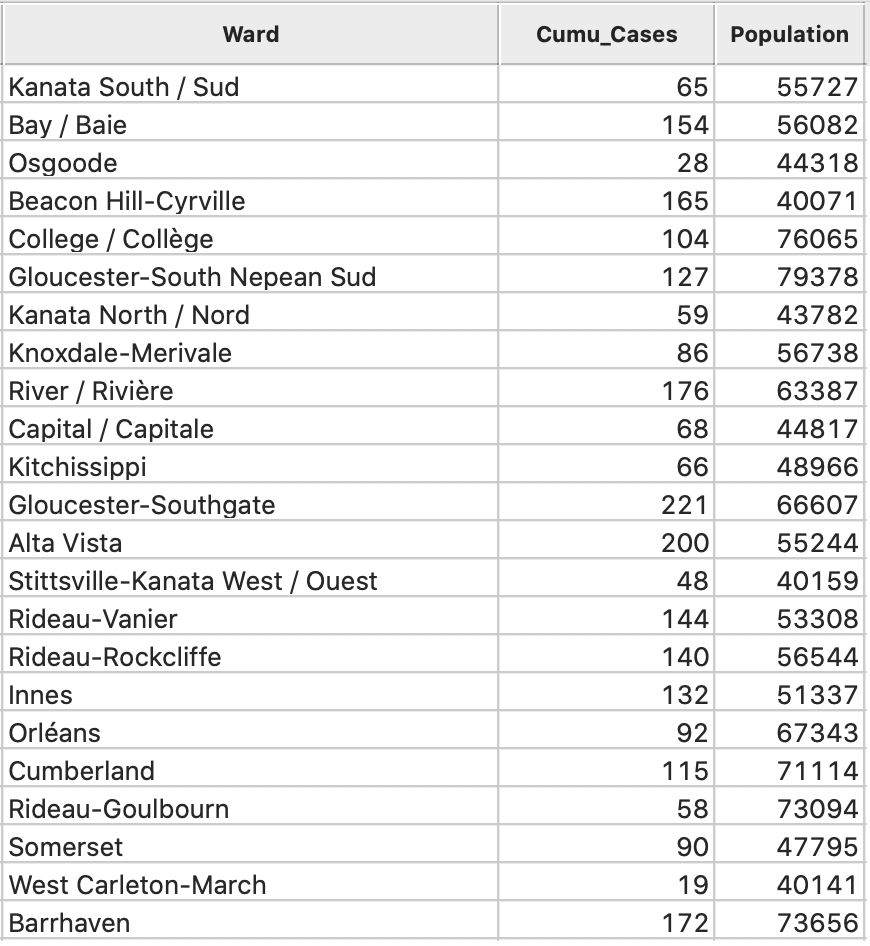 Ward Cumu_Cases Population
Kanata South / Sud 65 55727
Bay / Baie 154 56082
Osgoode 28 44318
Beacon Hill-Cyrville 165 40071
College / Collège 104 76065
Gloucester-South Nepean Sud 127 79378
Kanata North / Nord 59 43782
Knoxdale-Merivale 86 56738
River / Rivière 176 63387
Capital / Capitale 68 44817
Kitchissippi 66 48966
Gloucester-Southgate 221 66607
Alta Vista 200 55244
Stittsville-Kanata West / Ouest 48 40159
Rideau-Vanier 144 53308
Rideau-Rockcliffe 140 56544
Innes 132 51337
Orléans 92 67343
Cumberland 115 71114
Rideau-Goulbourn 58 73094
Somerset 90 47795
West Carleton-March 19 40141
Barrhaven 172 73656